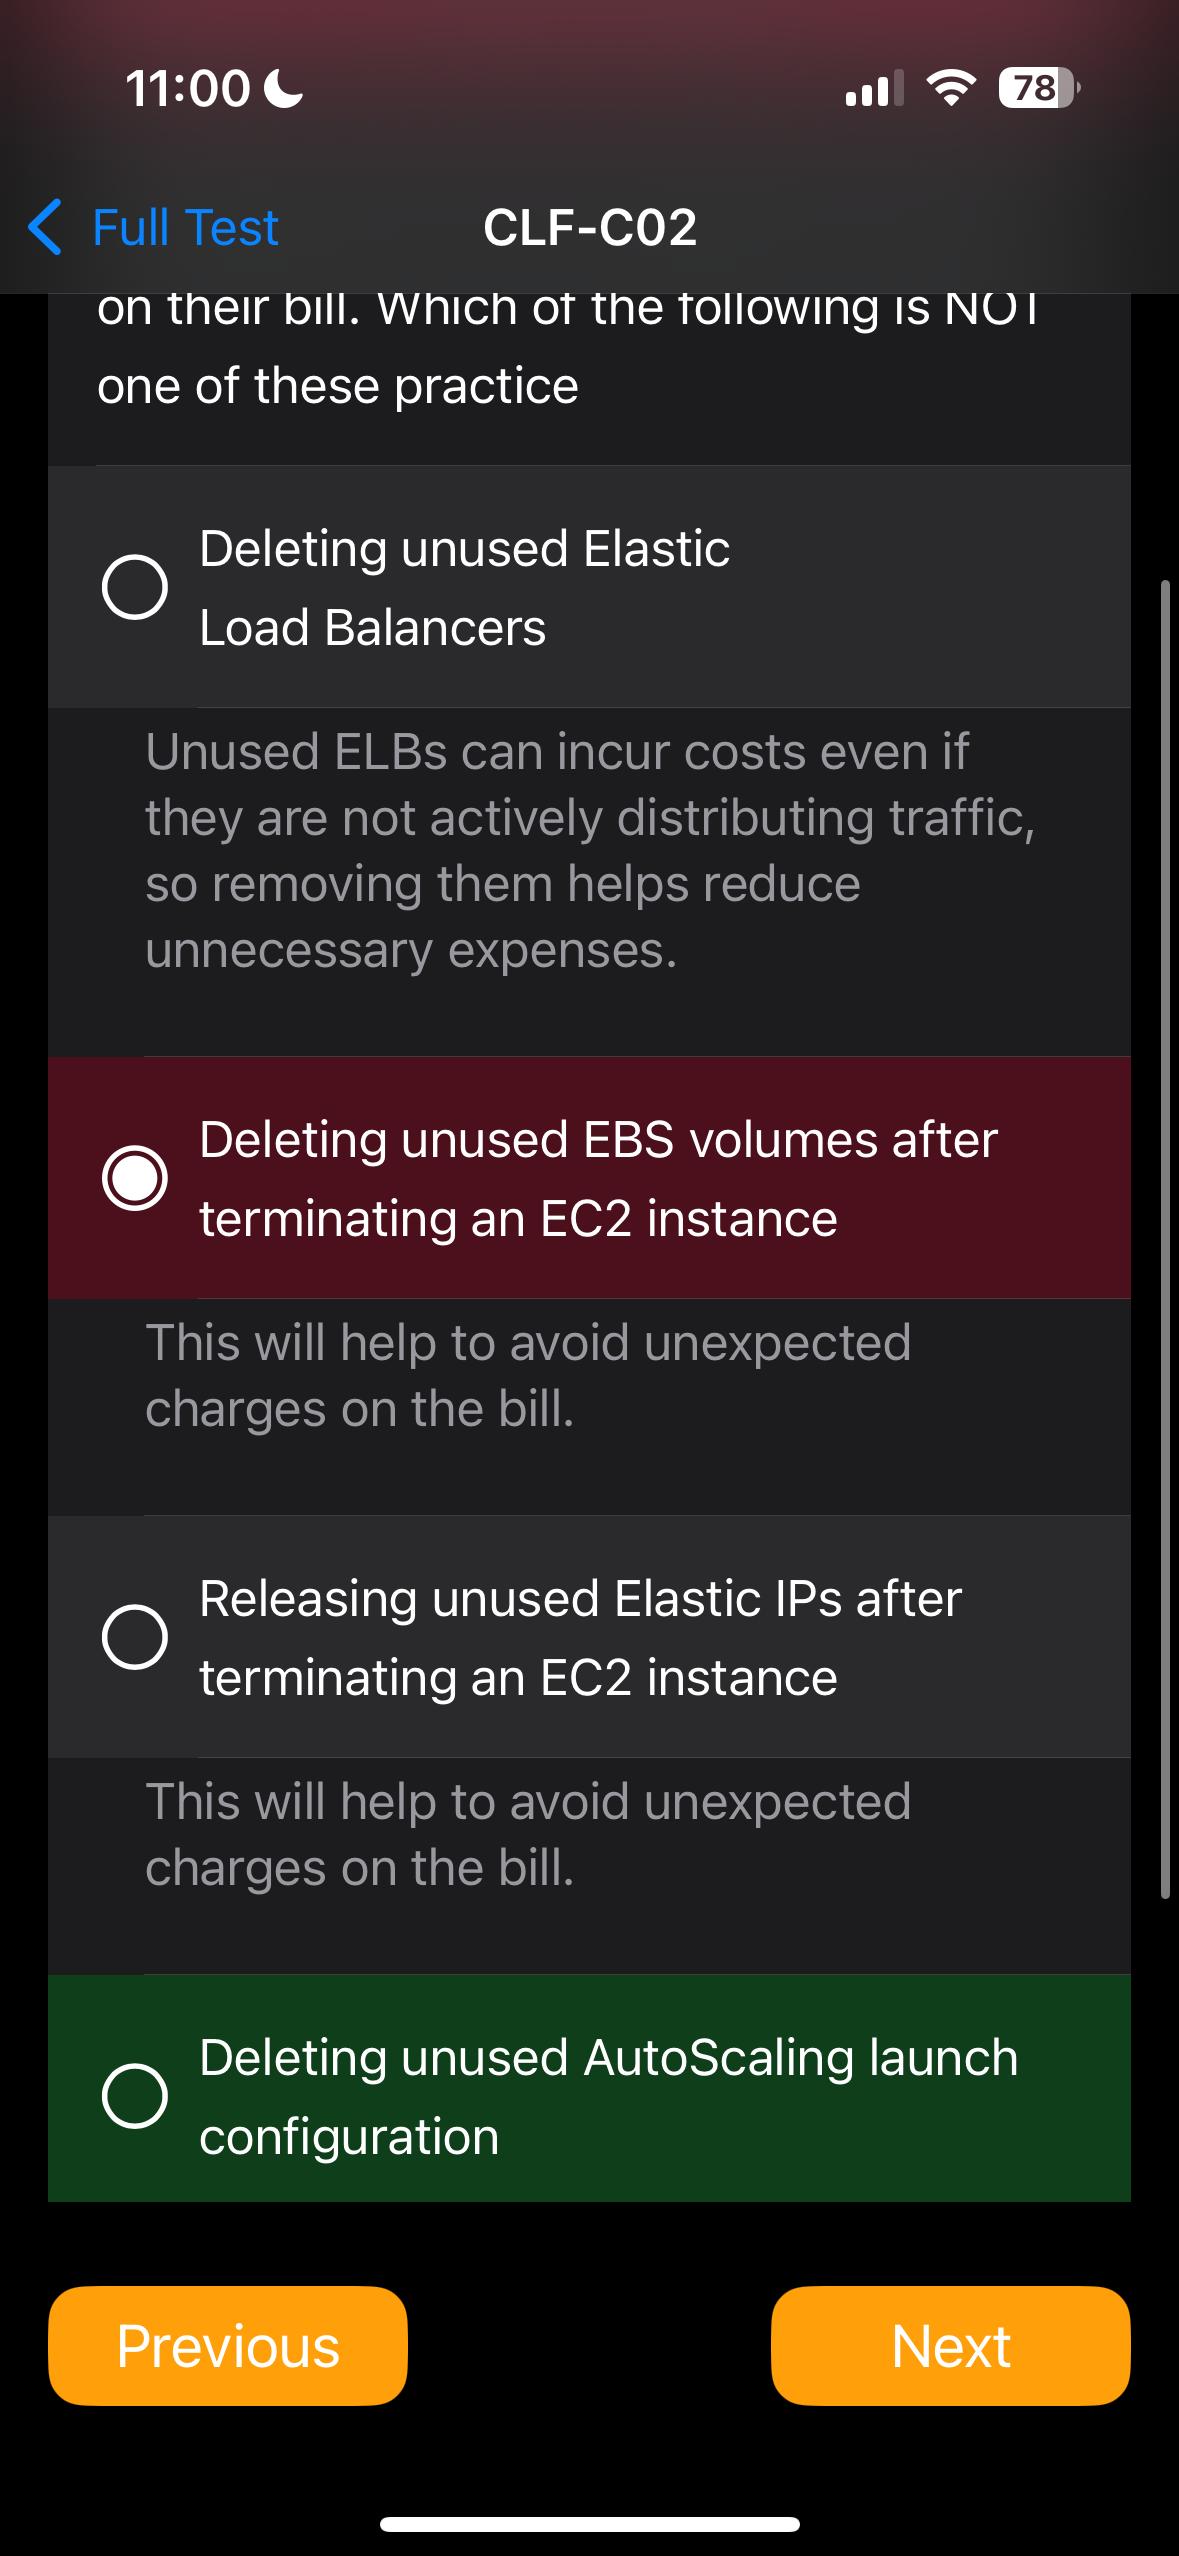 11:00
78
Full Test
CLF-C02
on their bill. Which of the following is NOT
one of these practice
Deleting unused Elastic
Load Balancers
Unused ELBs can incur costs even if
they are not actively distributing traffic,
so removing them helps reduce
unnecessary expenses.
Deleting unused EBS volumes after
terminating an EC2 instance
This will help to avoid unexpected
charges on the bill.
Releasing unused Elastic IPs after
terminating an EC2 instance
This will help to avoid unexpected
charges on the bill.
Deleting unused AutoScaling launch
configuration
Previous
Next